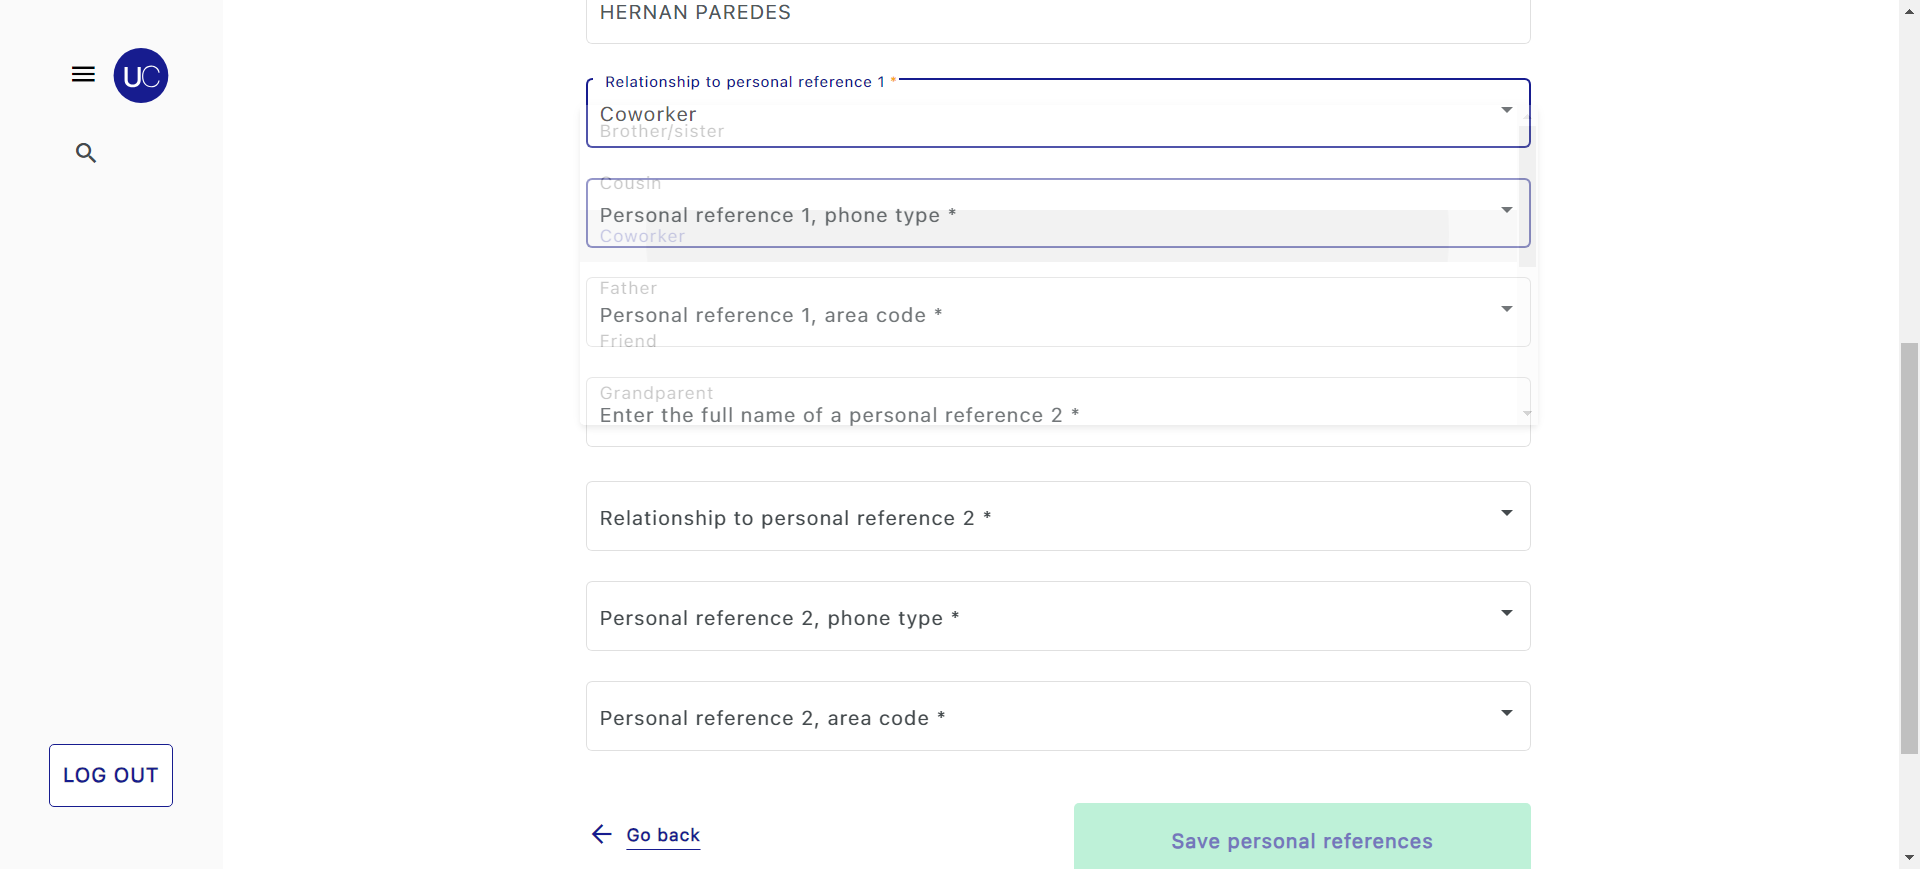 HERNAN PAREDES
UC
Relationship to personal reference 1 *
Coworker
Brother/sister
Cousin
Personal reference 1, phone type *
Coworker
Father
Personal reference 1, area code *
Friend
Grandparent
Enter the full name of a personal reference 2 *
Relationship to personal reference 2 *
Personal reference 2, phone type *
Personal reference 2, area code *
LOG OUT
Go back
Save personal references